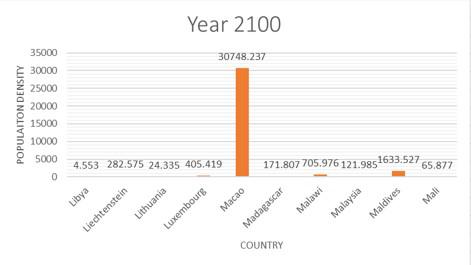 Year 2100
POPULAITON DENSITY
35000
30000
25000
20000
15000
10000
5000
0
4.553 282.575 24.335 405.419 30748.237 171.807 705.976 121.985 1633.527 65.877
Libya Liechtenstein Lithuania Luxembourg Macao Madagascar Malawi Malaysia Maldives Mali
COUNTRY